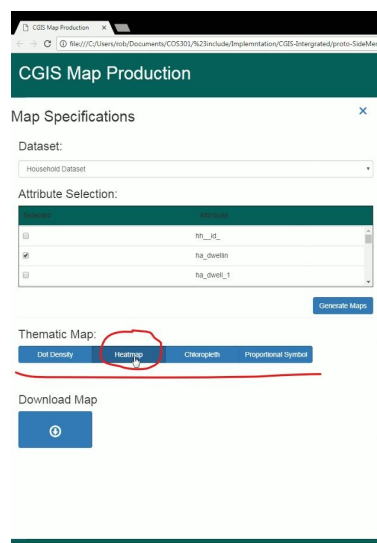 CGIS Map Production
file:///C:/Users/rob/Documents/COS301/%23include/Implemntation/CGIS-Intergrated/proto-SideMe
CGIS Map Production
Map Specifications
Dataset:
Household Dataset
Attribute Selection:
Selected Attribute
hh__id_
ha_dwellin
ha_dwell_1
Generate Maps
Thematic Map:
Dot Density Heatmap Chloropleth Proportional Symbol
Download Map